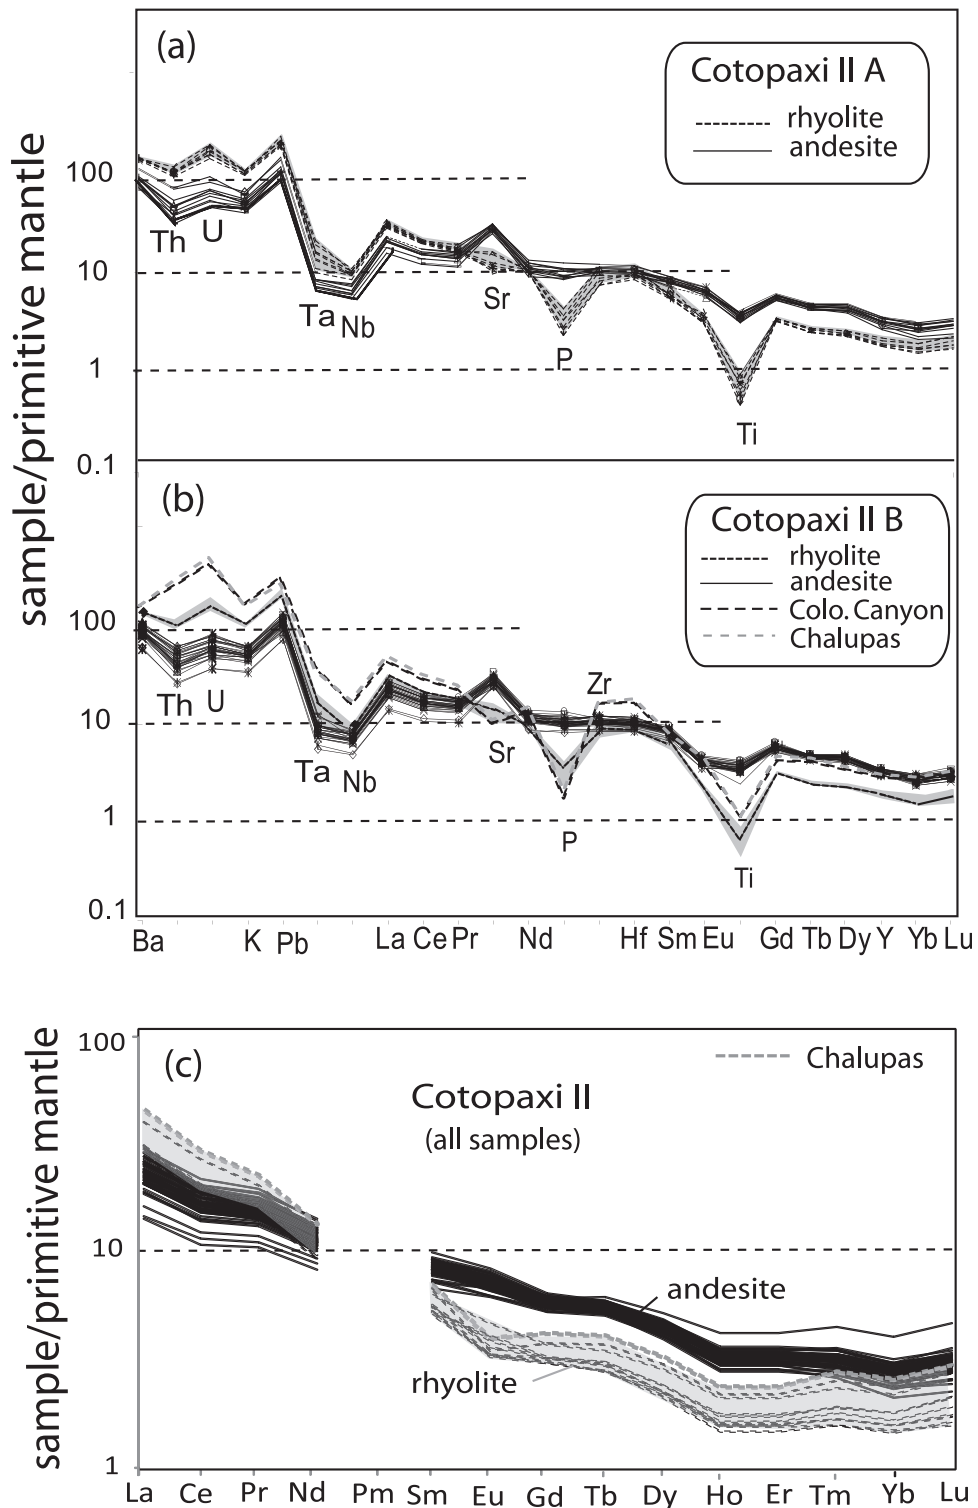 (a)
Cotopaxi II A
rhyolite
andesite
sample/primitive mantle
100
10
1
0.1
Th
U
Ta
Nb
Sr
P
Ti
(b)
Cotopaxi II B
rhyolite
andesite
Colo. Canyon
Chalupas
100
10
1
0.1
Th
U
Ta
Nb
Sr
Zr
P
Ti
Ba K Pb La Ce Pr Nd Hf Sm Eu Gd Tb Dy Y Yb Lu
sample/primitive mantle
100
10
1
(c)
Chalupas
Cotopaxi II
(all samples)
andesite
rhyolite
La Ce Pr Nd Pm Sm Eu Gd Tb Dy Ho Er Tm Yb Lu